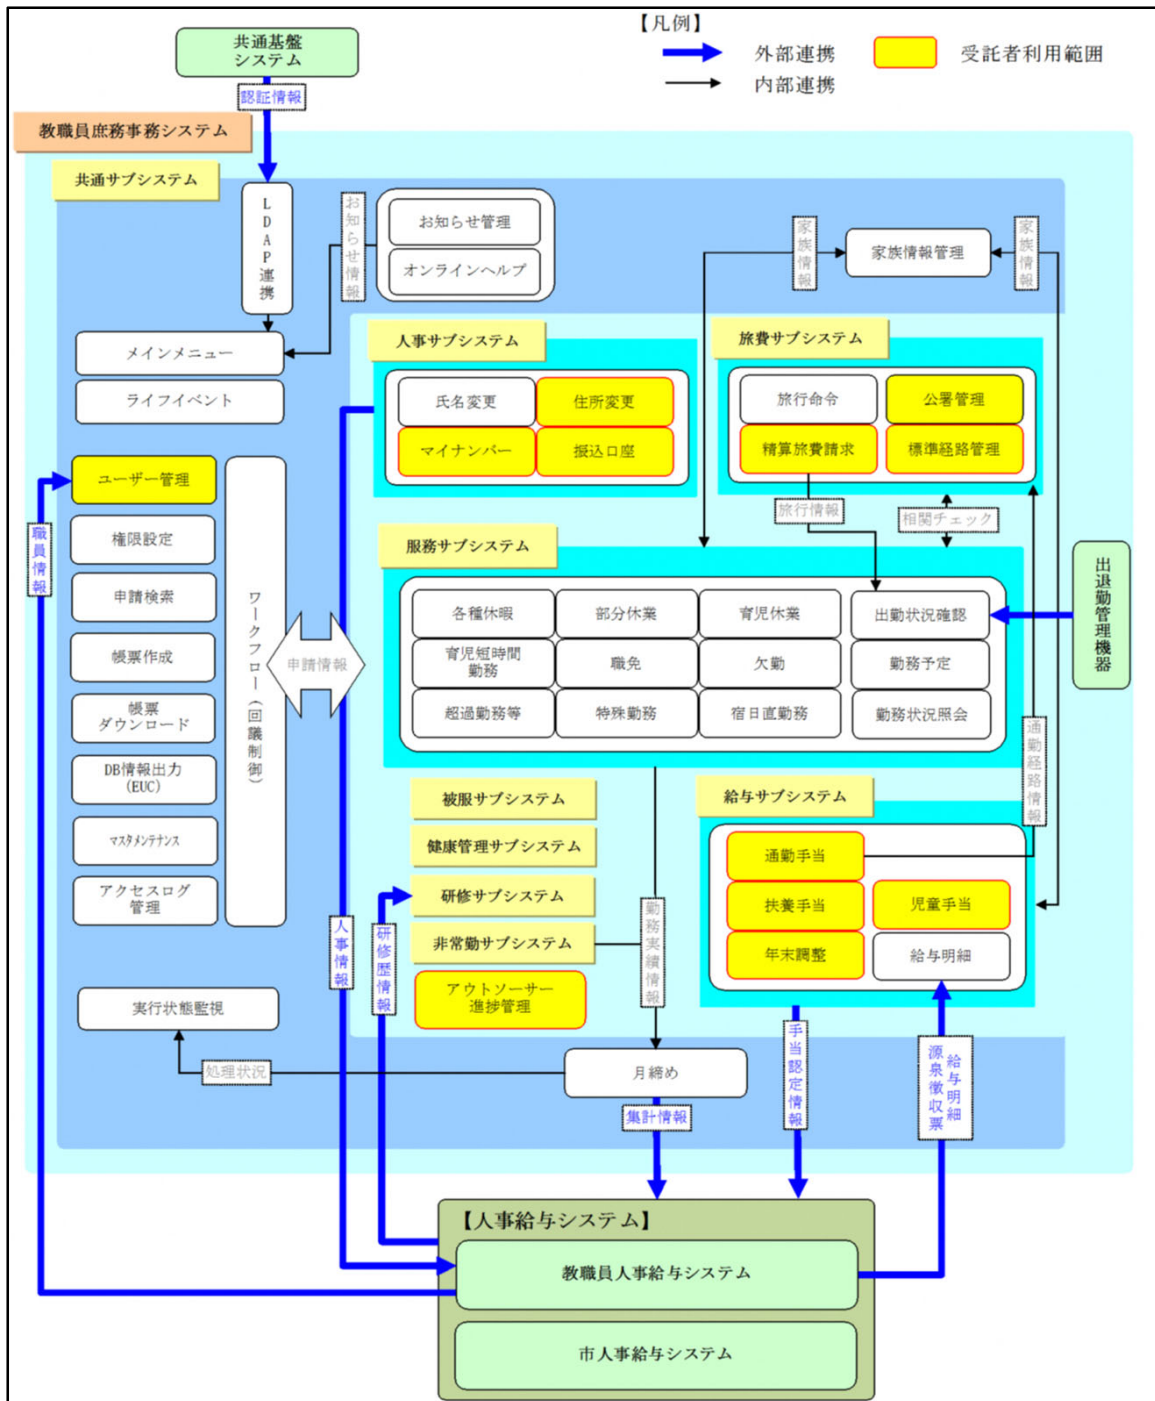 【凡例】
外部連携
受託者利用範囲
内部連携
共通基盤
システム
認証情報
教職員庶務事務システム
共通サブシステム
LDAP連携
お知らせ情報
お知らせ管理
オンラインヘルプ
家族情報
家族情報管理
家族情報
メインメニュー
ライフイベント
人事サブシステム
氏名変更
住所変更
マイナンバー
振込口座
旅費サブシステム
旅行命令
公署管理
精算旅費請求
標準経路管理
旅行情報
相関チェック
ユーザー管理
権限設定
申請検索
帳票作成
帳票
ダウンロード
DB情報出力
(EUC)
マスタメンテナンス
アクセスログ
管理
職員情報
ワークフロー(回議制御)
申請情報
服務サブシステム
各種休暇
部分休業
育児休業
出勤状況確認
育児短時間
勤務
職免
欠勤
勤務予定
超過勤務等
特殊勤務
宿日直勤務
勤務状況照会
出退勤管理機器
通勤経路情報
被服サブシステム
健康管理サブシステム
研修サブシステム
非常勤サブシステム
アウトソーサー
進捗管理
給与サブシステム
通勤手当
扶養手当
児童手当
年末調整
給与明細
人事情報
研修歴情報
勤務実績情報
実行状態監視
処理状況
月締め
集計情報
手当認定情報
給与明細
源泉徴収票
【人事給与システム】
教職員人事給与システム
市人事給与システム